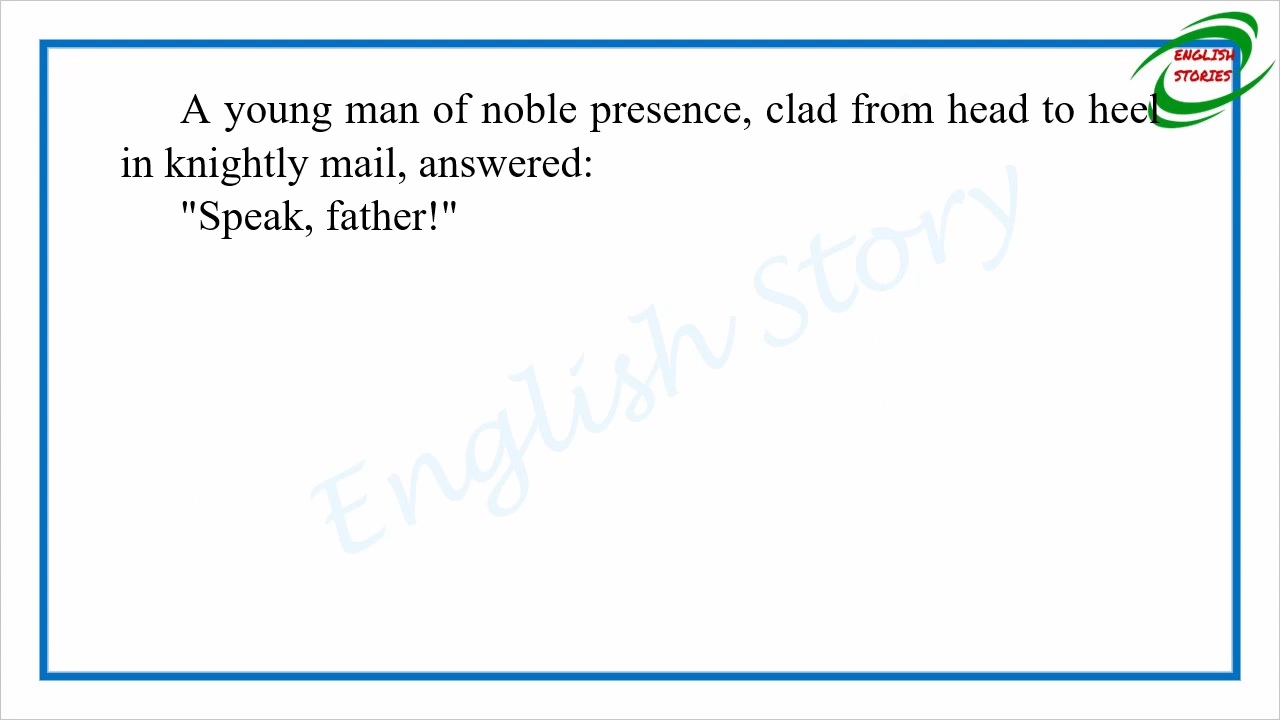 ENGLISH
STORIES
A young man of noble presence, clad from head to heel
in knightly mail, answered:
"Speak, father!"
English Story